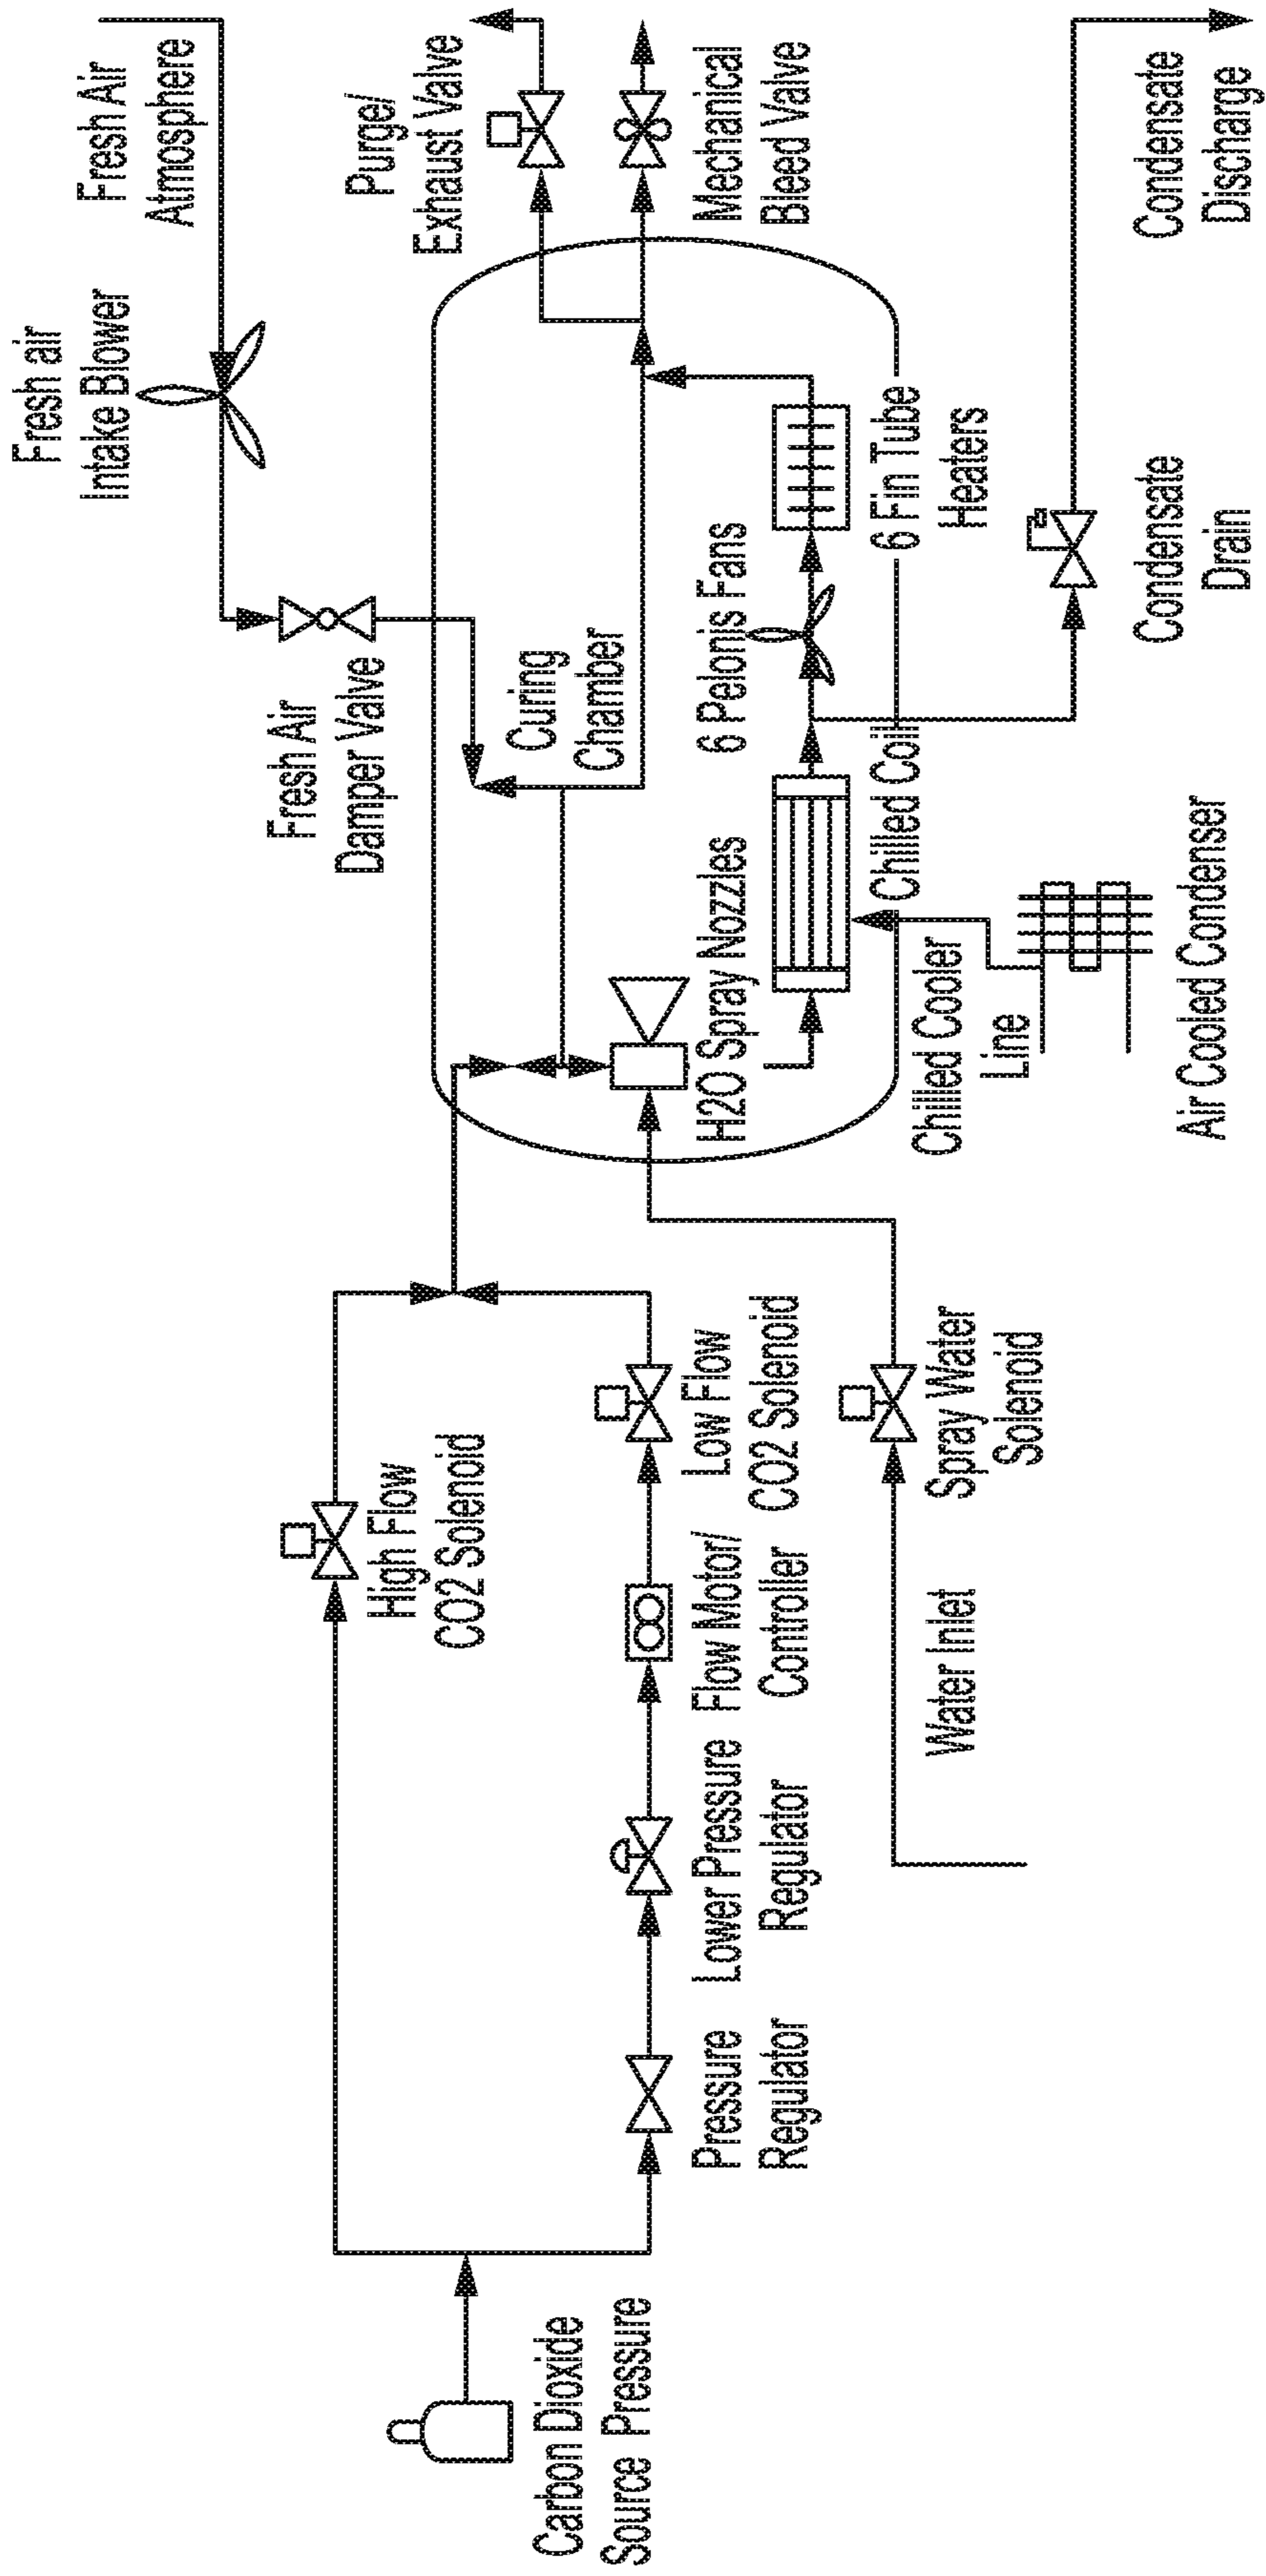 Fresh Air
Atmosphere
Fresh air
Intake Blower
Purge/
Exhaust Valve
Mechanical
Bleed Valve
Fresh Air
Damper Valve
Curing
Chamber
6 Pelonis Fans
6 Fin Tube
Heaters
H2O Spray Nozzles
Chilled Coil
Chilled Cooler
Line
Air Cooled Condenser
Condensate
Drain
Condensate
Discharge
High Flow
CO2 Solenoid
Low Flow
CO2 Solenoid
Spray Water
Solenoid
Flow Motor/
Controller
Water Inlet
Lower Pressure
Regulator
Pressure
Regulator
Carbon Dioxide
Source Pressure